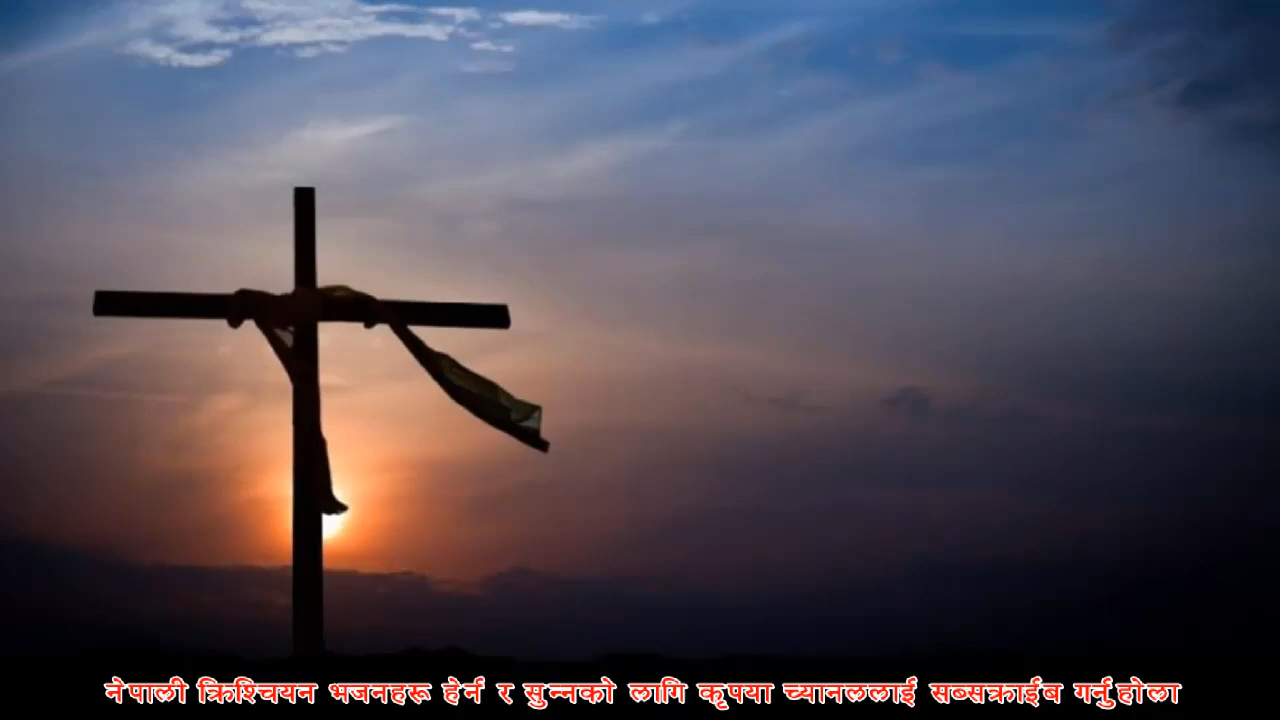 नेपाली क्रिश्चियन भजनहरू हेर्न र सुन्नको लागि कृपया च्यानललाई सब्सक्राईब गर्नुहोला